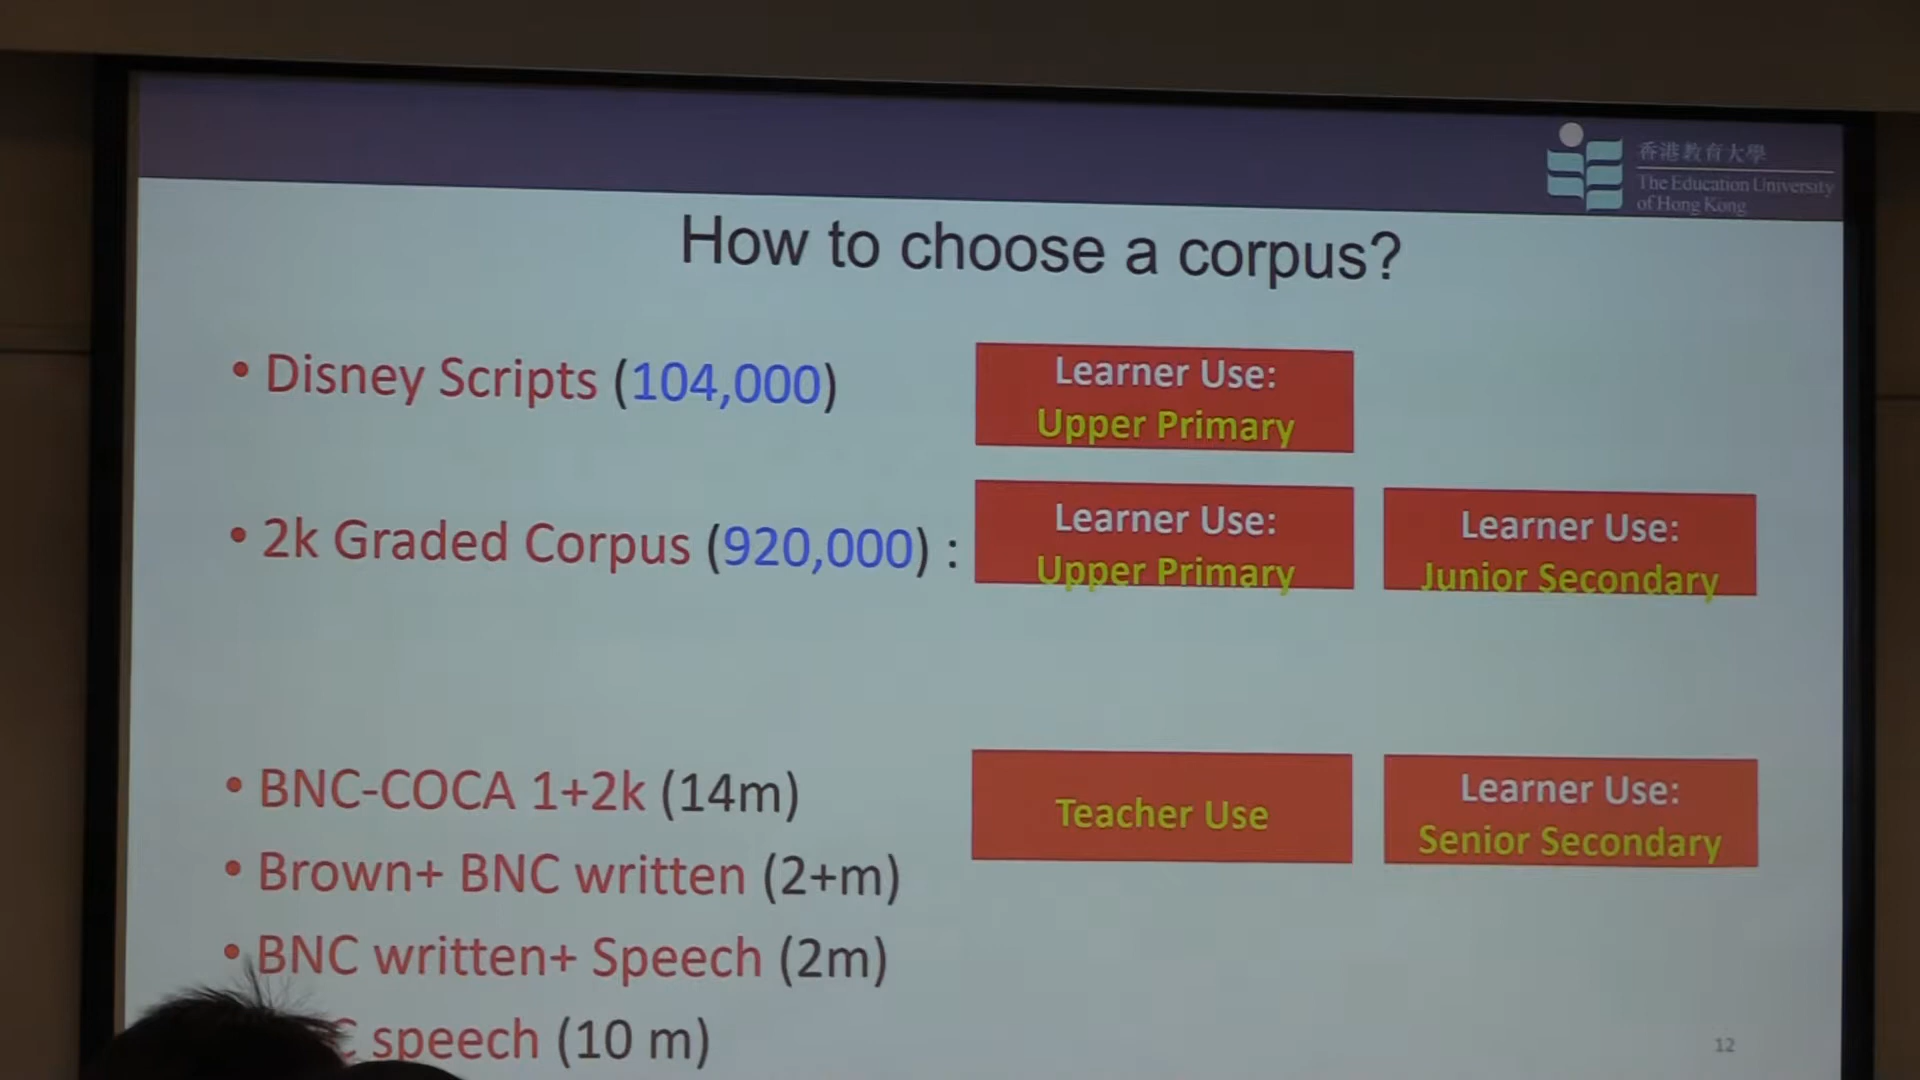 香港教育大學
The Education University
of Hong Kong
How to choose a corpus?
• Disney Scripts (104,000)
Learner Use:
Upper Primary
• 2k Graded Corpus (920,000) :
Learner Use:
Upper Primary
Learner Use:
Junior Secondary
• BNC-COCA 1+2k (14m)
Teacher Use
Learner Use:
Senior Secondary
• Brown+ BNC written (2+m)
• BNC written+ Speech (2m)
speech (10 m)
12